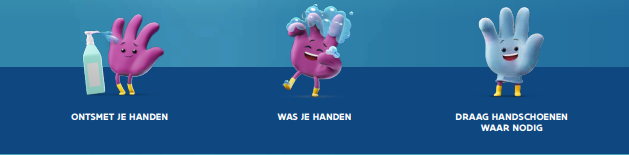 ONTSMET JE HANDEN
WAS JE HANDEN
DRAAG HANDSCHOENEN
WAAR NODIG